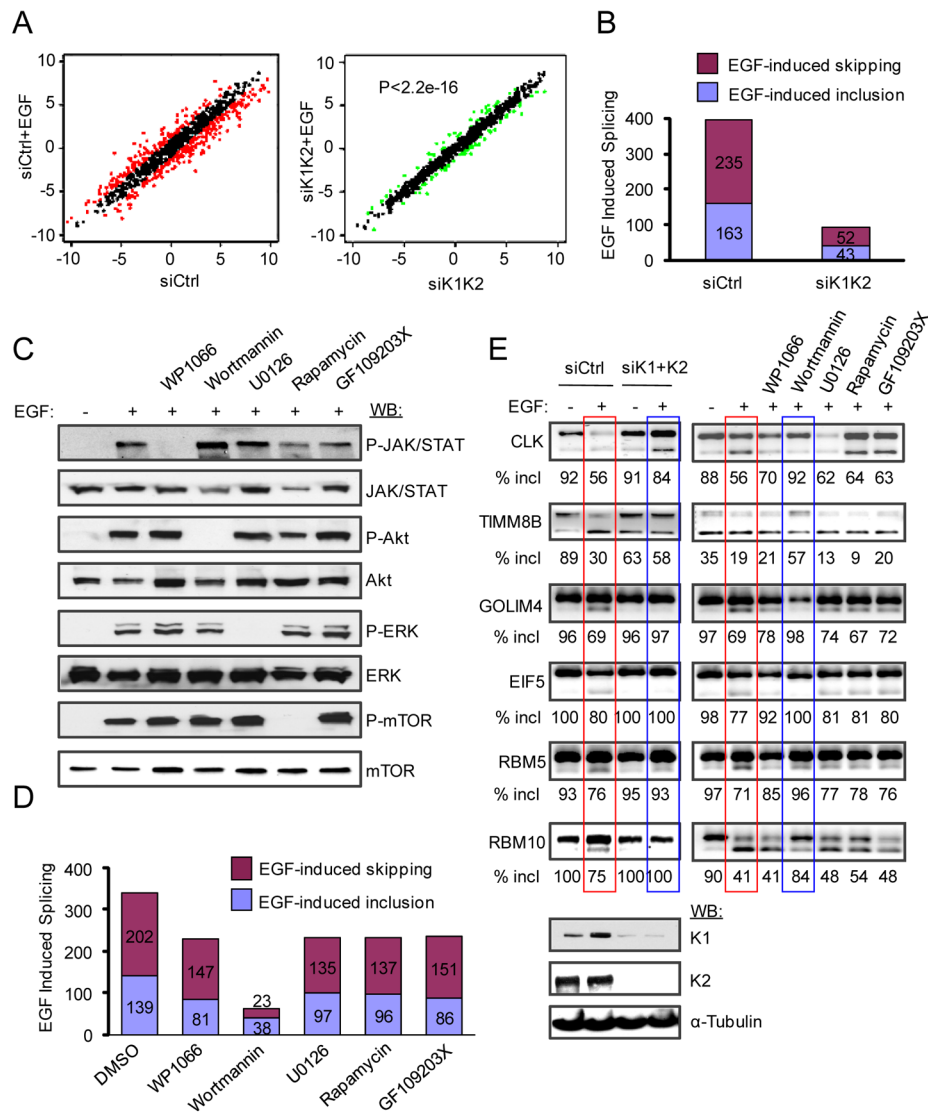 A
10
5
0
-5
-10
siCtrl+EGF
-10 -5 0 5 10
siCtrl
10
5
0
-5
-10
siK1K2+EGF
P<2.2e-16
-10 -5 0 5 10
siK1K2
B
EGF-induced skipping
EGF-induced inclusion
EGF Induced Splicing
400
300
200
100
0
235
163
52
43
siCtrl siK1K2
C
WP1066
Wortmannin
U0126
Rapamycin
GF109203X
EGF: - + + + + + + WB:
P-JAK/STAT
JAK/STAT
P-Akt
Akt
P-ERK
ERK
P-mTOR
mTOR
D
EGF-induced skipping
EGF-induced inclusion
EGF Induced Splicing
400
300
200
100
0
202 147 23 135 137 151
139 81 38 97 96 86
DMSO
WP1066
Wortmannin
U0126
Rapamycin
GF109203X
E
siCtrl siK1+K2
WP1066
Wortmannin
U0126
Rapamycin
GF109203X
EGF: - + - + - + + + + + +
CLK
% incl 92 56 91 84 88 56 70 92 62 64 63
TIMM8B
% incl 89 30 63 58 35 19 21 57 13 9 20
GOLIM4
% incl 96 69 96 97 97 69 78 98 74 67 72
EIF5
% incl 100 80 100 100 98 77 92 100 81 81 80
RBM5
% incl 93 76 95 93 97 71 85 96 77 78 76
RBM10
% incl 100 75 100 100 90 41 41 84 48 54 48
WB:
K1
K2
α-Tubulin